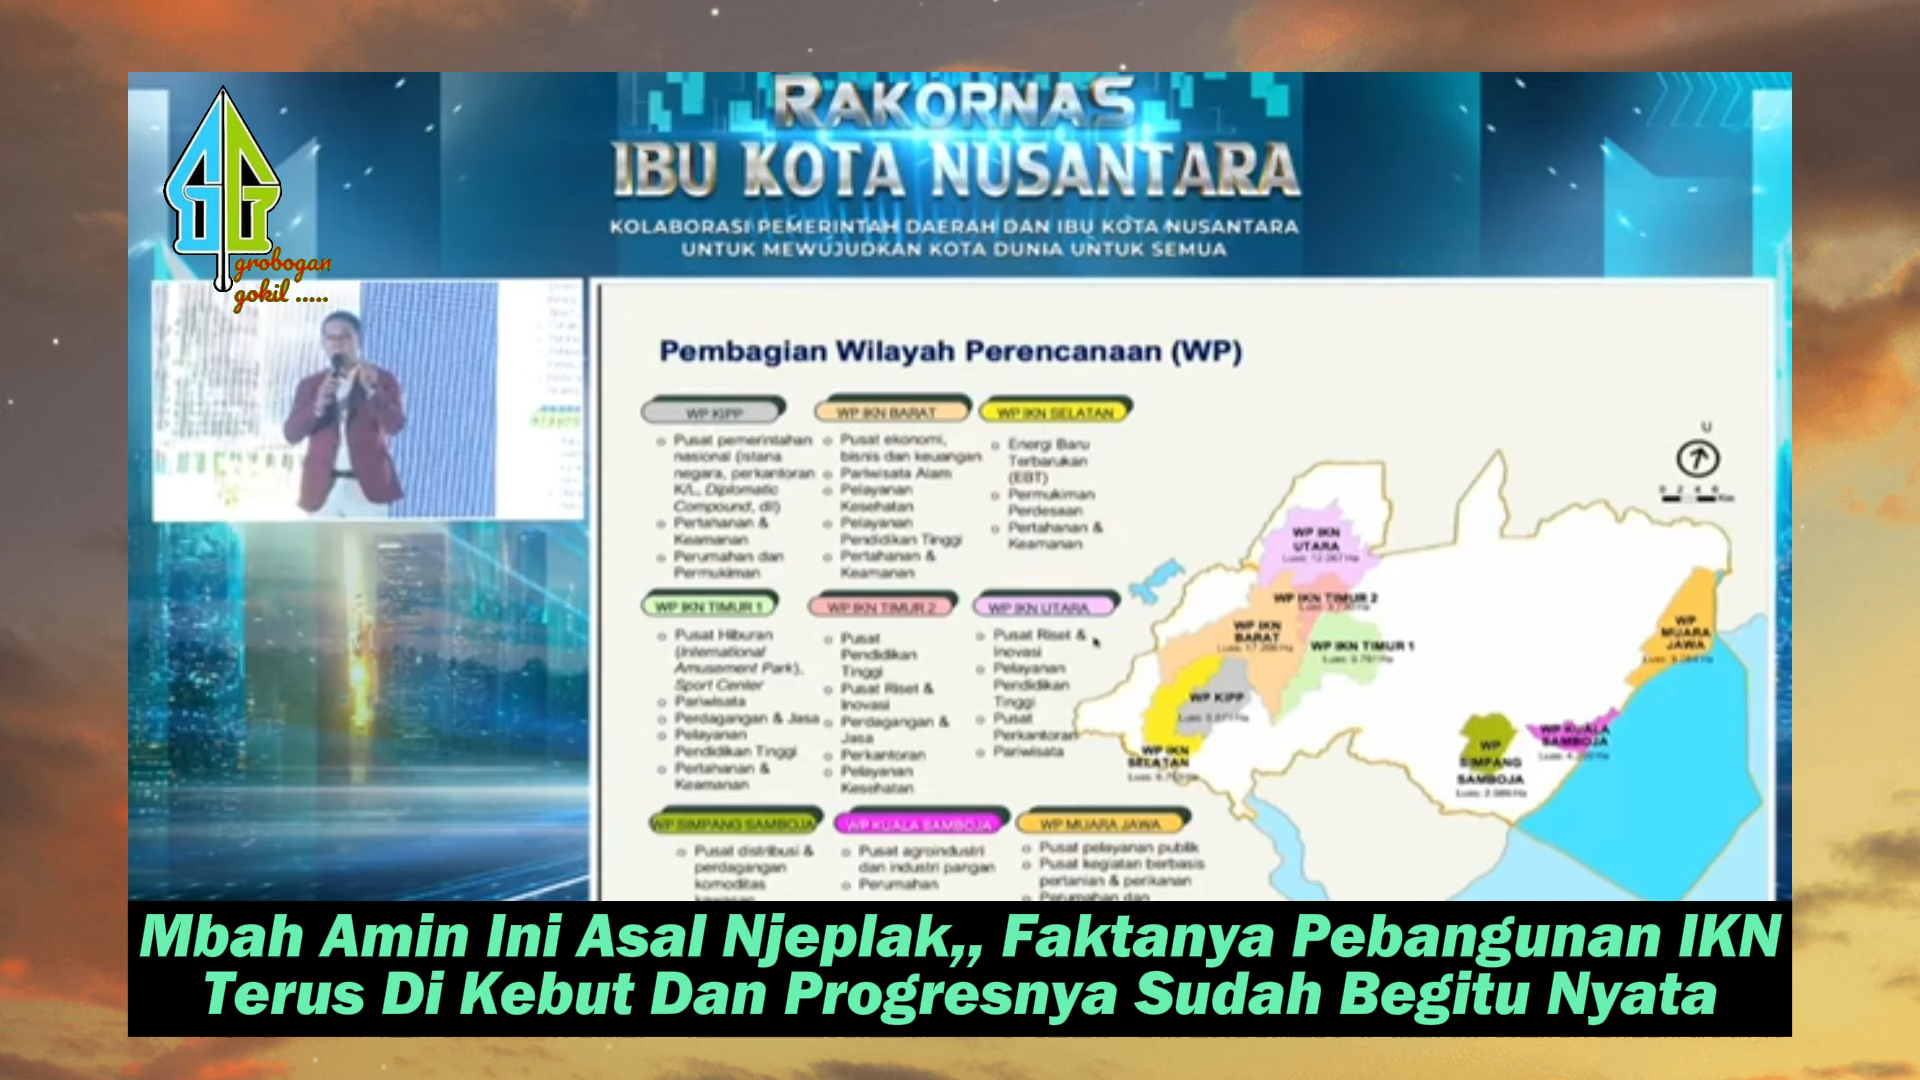 RAKORNAS
IBU KOTA NUSANTARA
KOLABORASI PEMERINTAH DAERAH DAN IBU KOTA NUSANTARA
UNTUK MEWUJUDKAN KOTA DUNIA UNTUK SEMUA
grobogan
gokil .....
Pembagian Wilayah Perencanaan (WP)
WP KIPP
Pusat pemerintahan
nasional (istana
negara, perkantoran
K/L, Diplomatic
Compound, dll)
Pertahanan &
Keamanan
Perumahan dan
Permukiman
WP IKN BARAT
Pusat ekonomi,
bisnis dan keuangan
Pariwisata Alam
Pelayanan
Kesehatan
Pelayanan
Pendidikan Tinggi
Pertahanan &
Keamanan
WP IKN SELATAN
Energi Baru
Terbarukan
(EBT)
Permukiman
Perdesaan
Pertahanan &
Keamanan
WP IKN TIMUR 1
Pusat Hiburan
(International
Amusement Park),
Sport Center
Pariwisata
Perdagangan & Jasa
Pelayanan
Pendidikan Tinggi
Pertahanan &
Keamanan
WP IKN TIMUR 2
Pusat
Pendidikan
Tinggi
Pusat Riset &
Inovasi
Perdagangan &
Jasa
Perkantoran
Pelayanan
Kesehatan
WP IKN UTARA
Pusat Riset &
Inovasi
Pelayanan
Pendidikan
Tinggi
Pusat
Perkantoran
Pariwisata
WP SIMPANG SAMBOJA
Pusat distribusi &
perdagangan
komoditas
WP KUALA SAMBOJA
Pusat agroindustri
dan industri pangan
Perumahan
WP MUARA JAWA
Pusat pelayanan publik
Pusat kegiatan berbasis
pertanian & perikanan
Perumahan dan
U
WP IKN
UTARA
WP IKN TIMUR 2
WP IKN
BARAT
WP IKN TIMUR 1
WP KIPP
WP IKN
SELATAN
WP
MUARA
JAWA
WP
SIMPANG
SAMBOJA
WP KUALA
SAMBOJA
Mbah Amin Ini Asal Njeplak,, Faktanya Pebangunan IKN
Terus Di Kebut Dan Progresnya Sudah Begitu Nyata